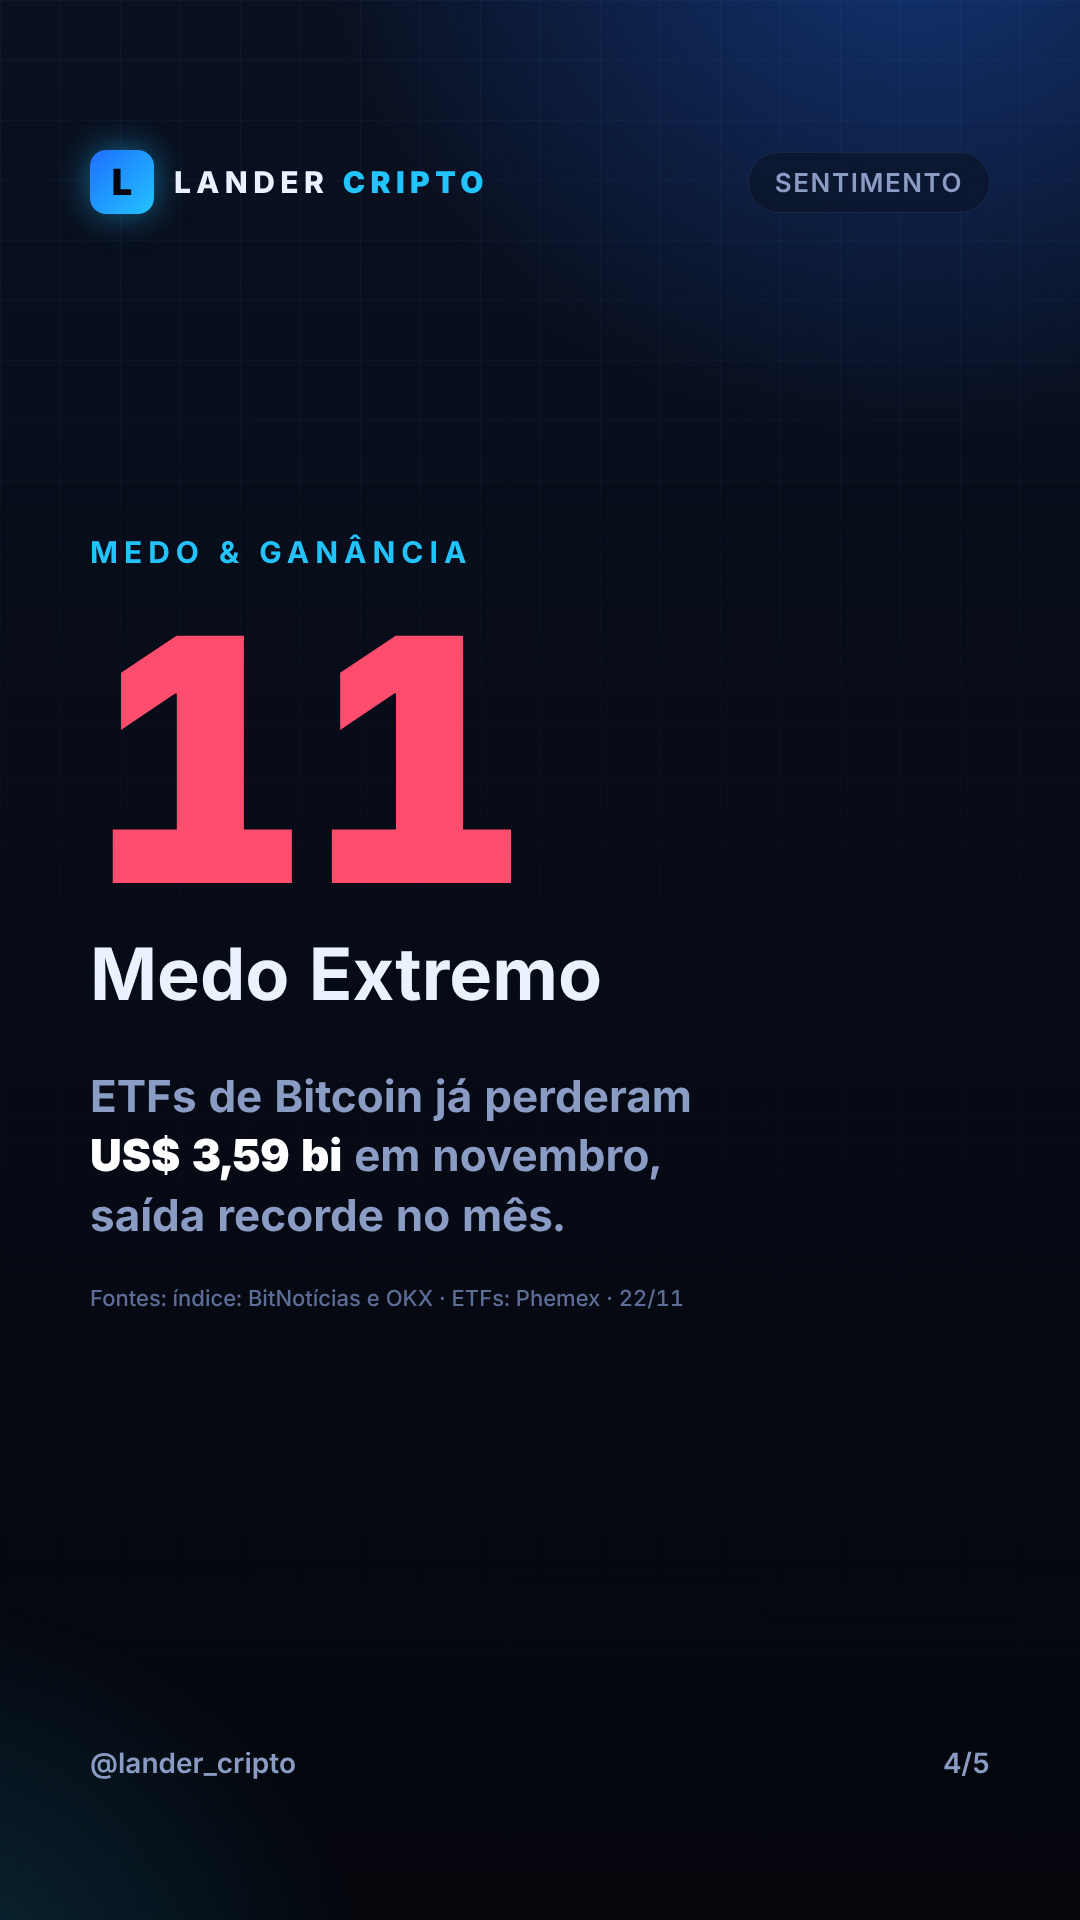 L LANDER CRIPTO
SENTIMENTO
MEDO & GANÂNCIA
11
Medo Extremo
ETFs de Bitcoin já perderam
US$ 3,59 bi em novembro,
saída recorde no mês.
Fontes: índice: BitNotícias e OKX · ETFs: Phemex · 22/11
@lander_cripto
4/5